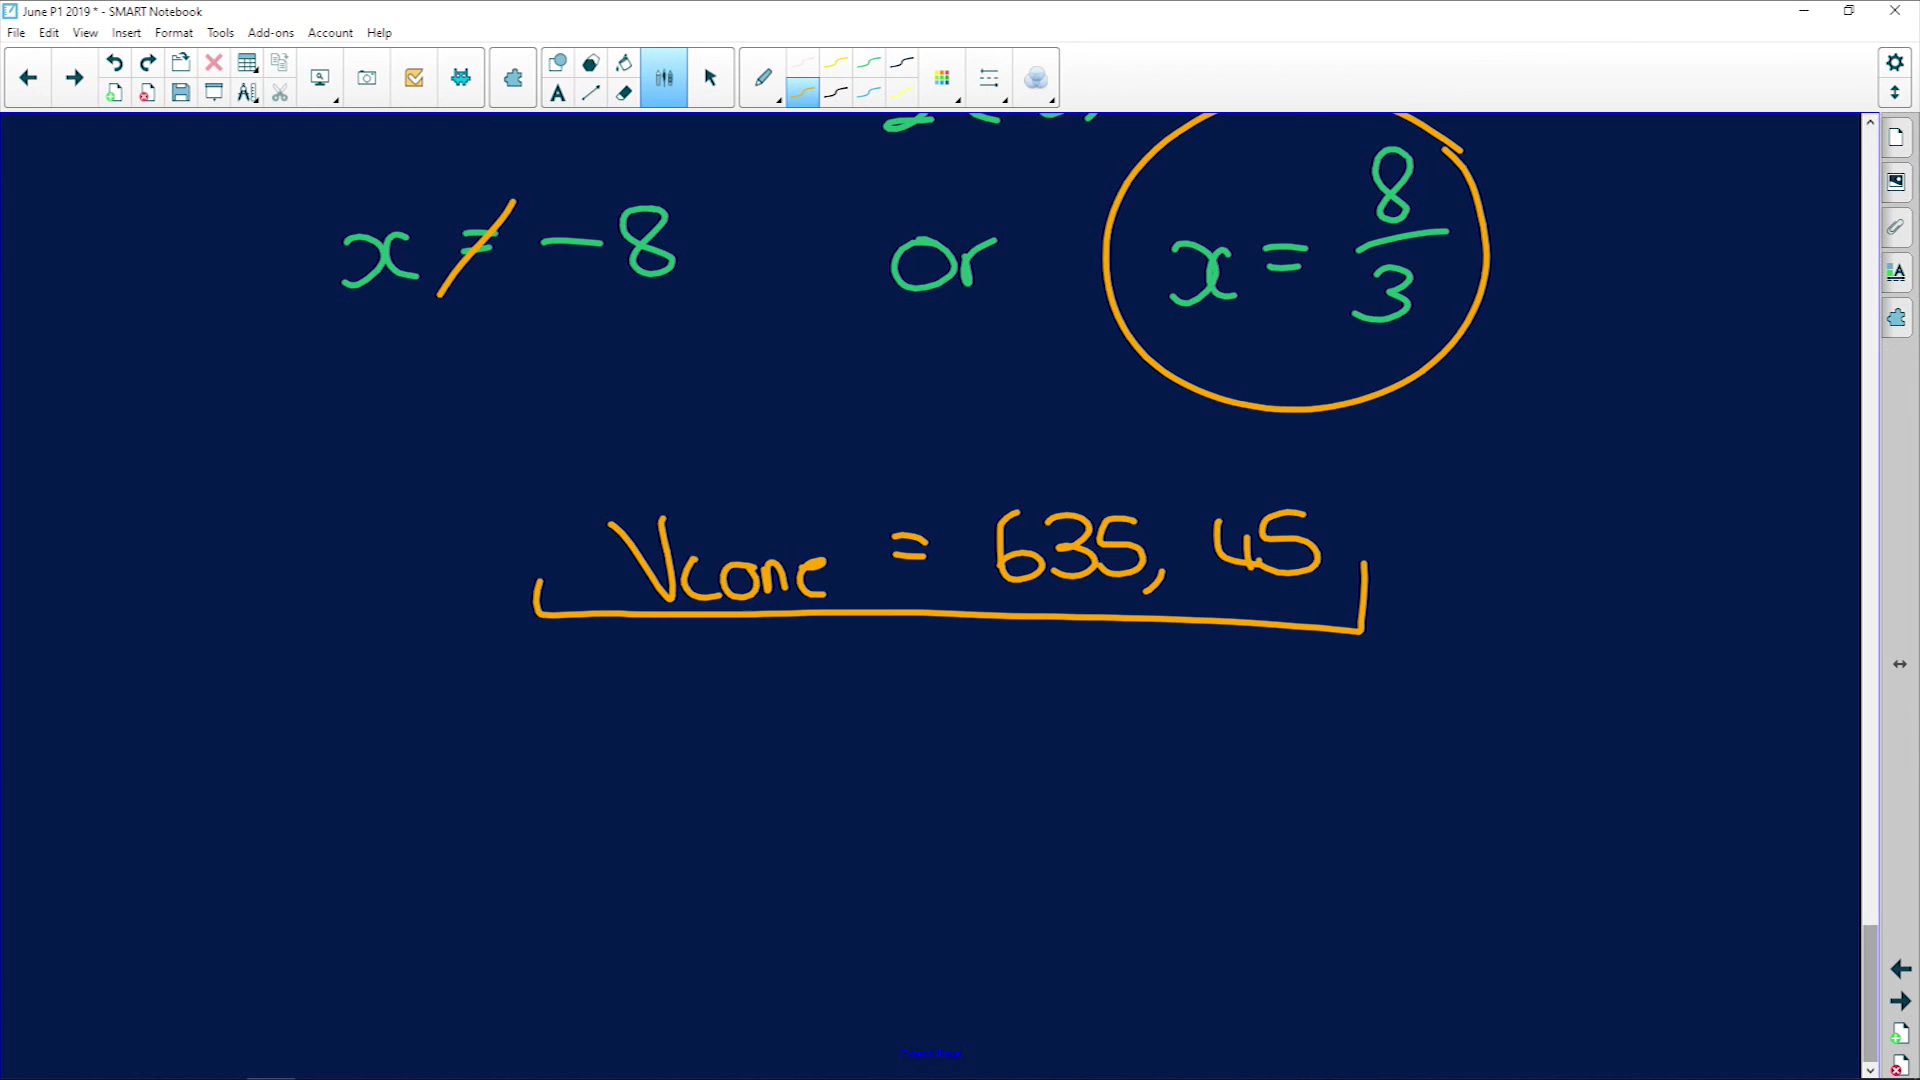 June P1 2019 * - SMART Notebook
File Edit View Insert Format Tools Add-ons Account Help
x ≠ -8 or x = 8/3
Vcone = 635, 45